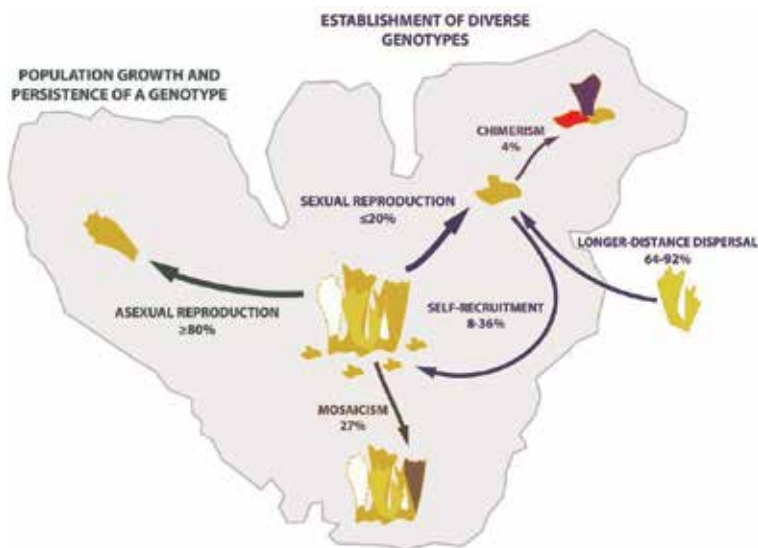 ESTABLISHMENT OF DIVERSE
GENOTYPES
POPULATION GROWTH AND
PERSISTENCE OF A GENOTYPE
CHIMERISM
4%
SEXUAL REPRODUCTION
≤20%
LONGER-DISTANCE DISPERSAL
64-92%
ASEXUAL REPRODUCTION
≥80%
SELF-RECRUITMENT
8-36%
MOSAICISM
27%